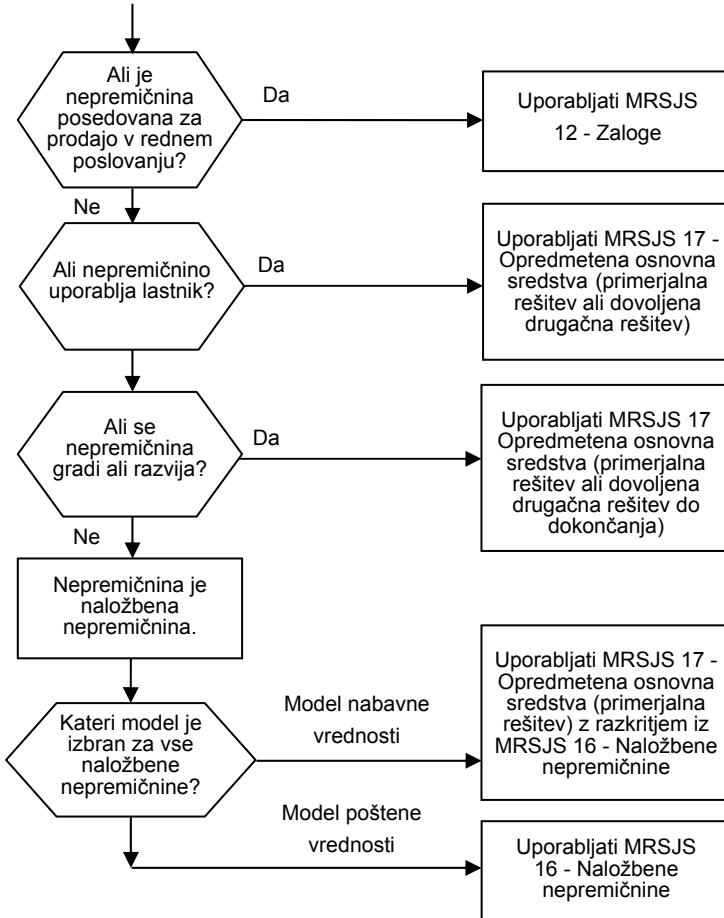 Ali je
nepremičnina
posedovana za
prodajo v rednem
poslovanju?
Da
Uporabljati MRSJS
12 - Zaloge
Ne
Ali nepremičnino
uporablja lastnik?
Da
Uporabljati MRSJS 17 -
Opredmetena osnovna
sredstva (primerjalna
rešitev ali dovoljena
drugačna rešitev)
Ali se
nepremičnina
gradi ali razvija?
Da
Uporabljati MRSJS 17
Opredmetena osnovna
sredstva (primerjalna
rešitev ali dovoljena
drugačna rešitev do
dokončanja)
Ne
Nepremičnina je
naložbena
nepremičnina.
Kateri model je
izbran za vse
naložbene
nepremičnine?
Model nabavne
vrednosti
Uporabljati MRSJS 17 -
Opredmetena osnovna
sredstva (primerjalna
rešitev) z razkritjem iz
MRSJS 16 - Naložbene
nepremičnine
Model poštene
vrednosti
Uporabljati MRSJS
16 - Naložbene
nepremičnine